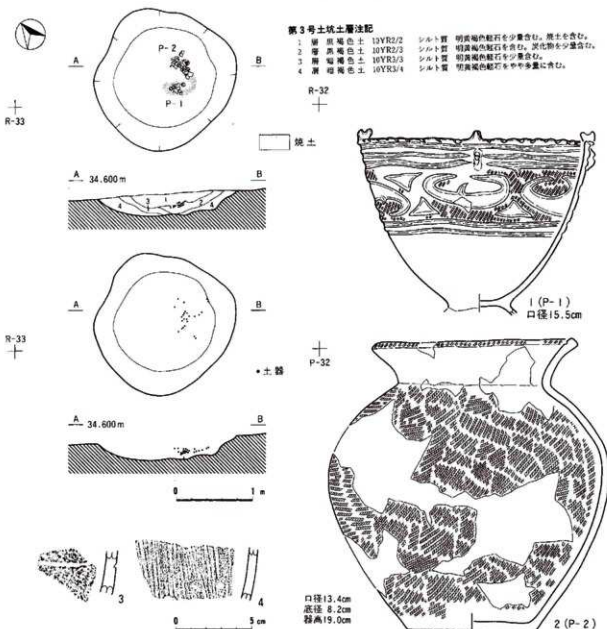 第3号土坑土層注記
1 層 黒褐色土 10YR2/2 シルト質 明黄褐色軽石を少量含む。焼土を含む。
2 層 黒褐色土 10YR2/3 シルト質 明黄褐色軽石を含む。炭化物を少量含む。
3 層 暗褐色土 10YR3/3 シルト質 明黄褐色軽石を少量含む。
4 層 暗褐色土 10YR3/4 シルト質 明黄褐色軽石をやや多量に含む。
P-2
A B
P-1
R-33
R-32
焼土
A 34.600m B
1
4 3 2 4
1 (P-1)
口径15.5cm
A B
R-33
P-32
・土器
A 34.600m B
0 1 m
3
4
0 5 cm
口径13.4cm
底径 8.2cm
器高19.0cm
2 (P-2)